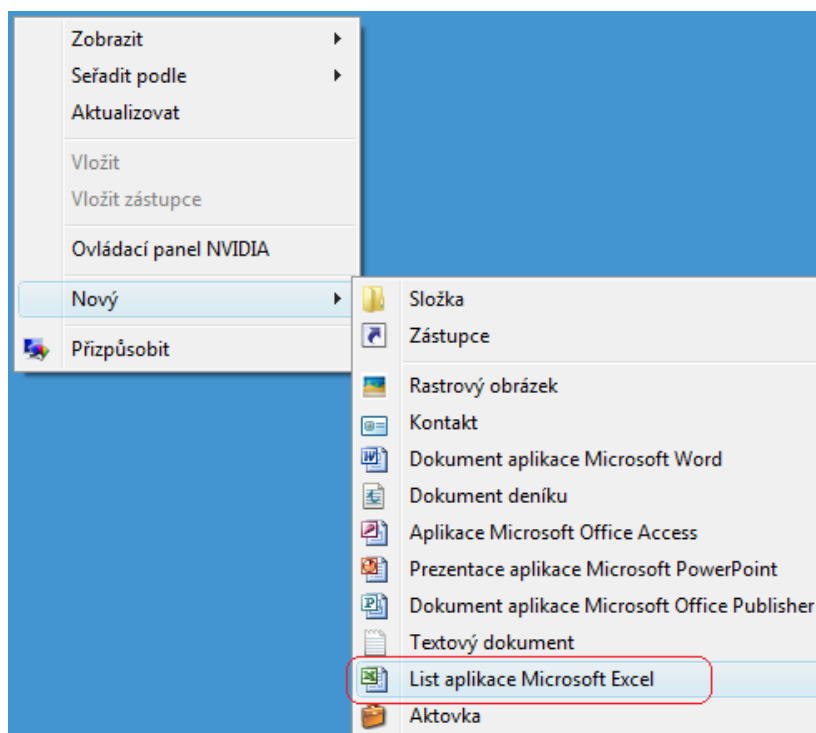 Zobrazit
Seřadit podle
Aktualizovat
Vložit
Vložit zástupce
Ovládací panel NVIDIA
Nový
Přizpůsobit
Složka
Zástupce
Rastrový obrázek
Kontakt
Dokument aplikace Microsoft Word
Dokument deníku
Aplikace Microsoft Office Access
Prezentace aplikace Microsoft PowerPoint
Dokument aplikace Microsoft Office Publisher
Textový dokument
List aplikace Microsoft Excel
Aktovka